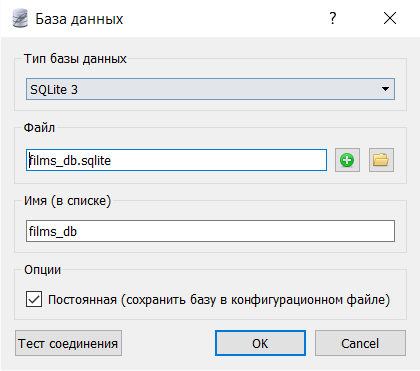 База данных
Тип базы данных
SQLite 3
Файл
films_db.sqlite
Имя (в списке)
films_db
Опции
Постоянная (сохранить базу в конфигурационном файле)
Тест соединения
OK
Cancel